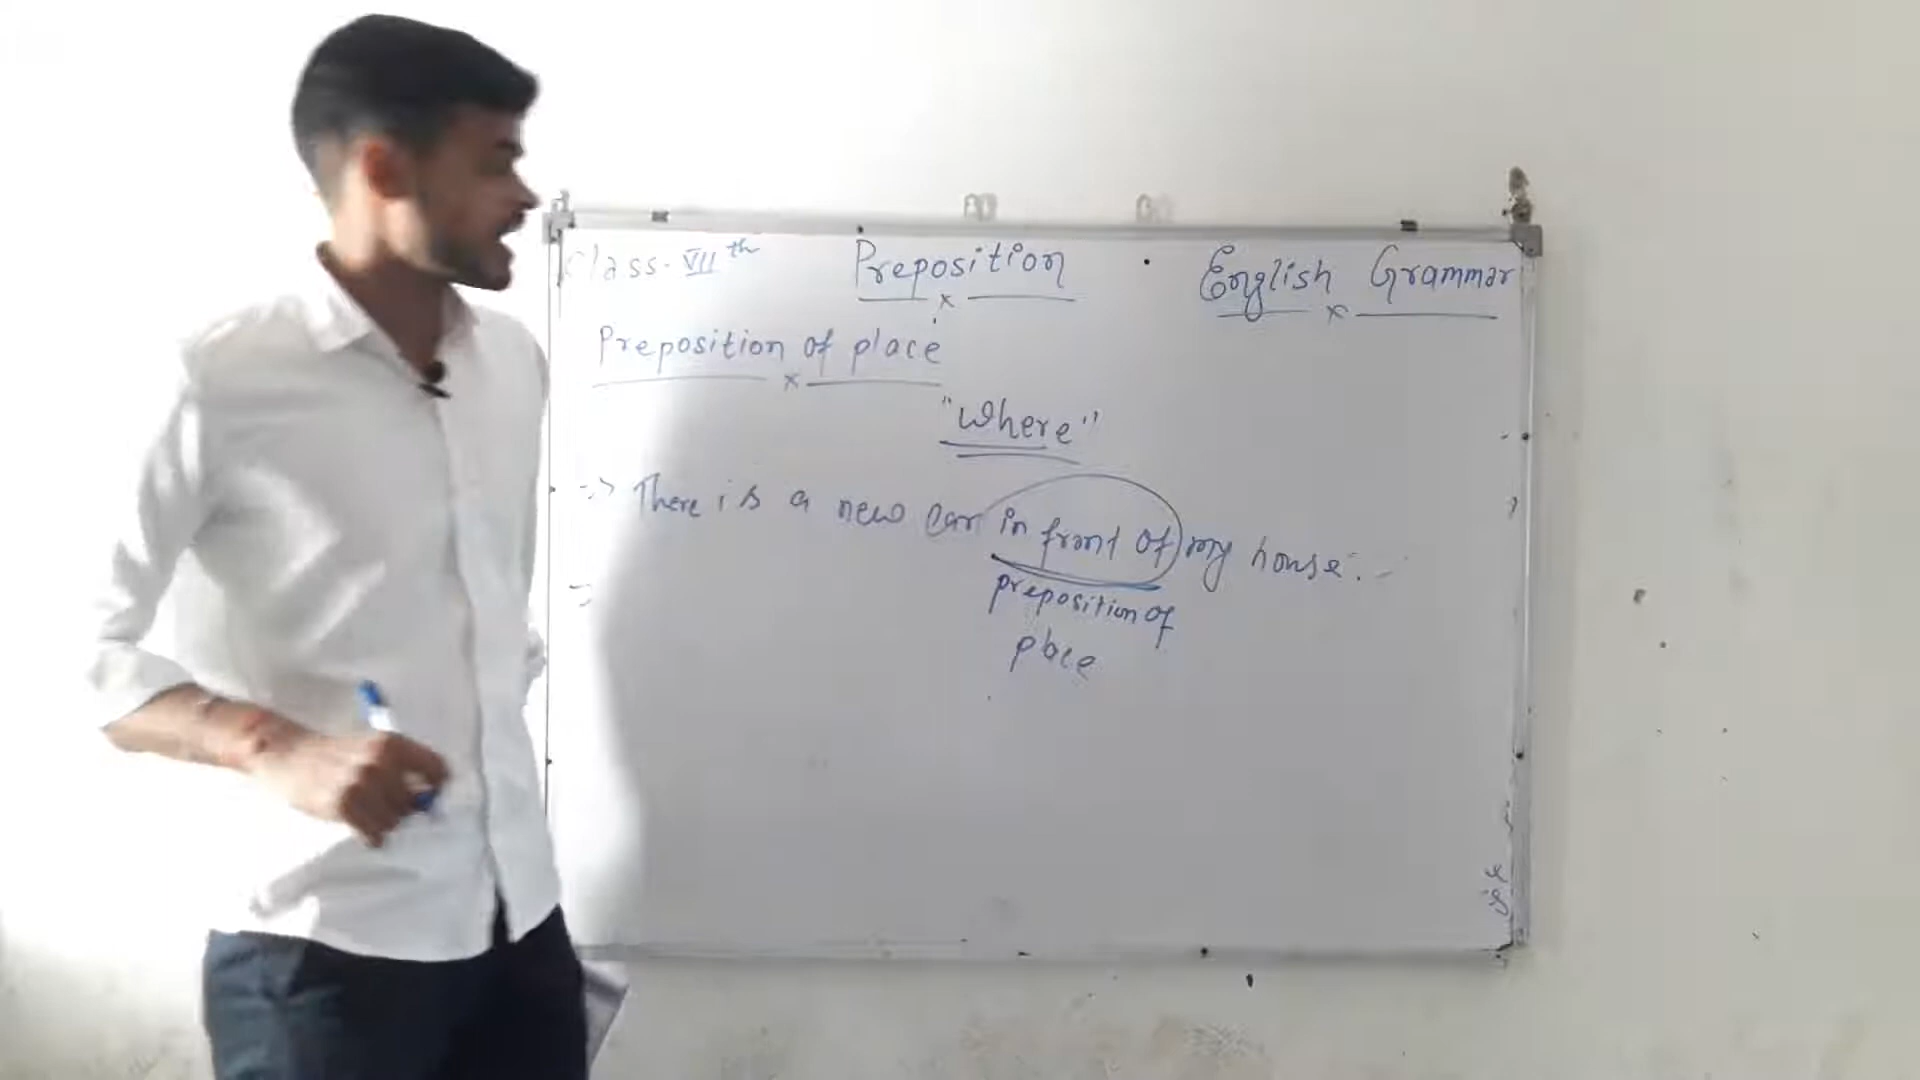 Class-VIIth Preposition English Grammar
Preposition of place
"Where"
=> There is a new car in front of my house.
preposition of
place